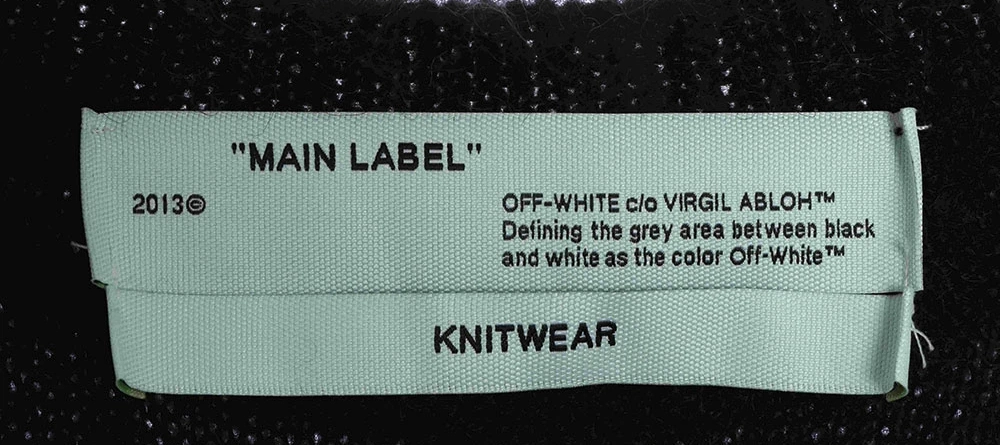 "MAIN LABEL"
2013©
OFF-WHITE c/o VIRGIL ABLOH™
Defining the grey area between black
and white as the color Off-White™
KNITWEAR